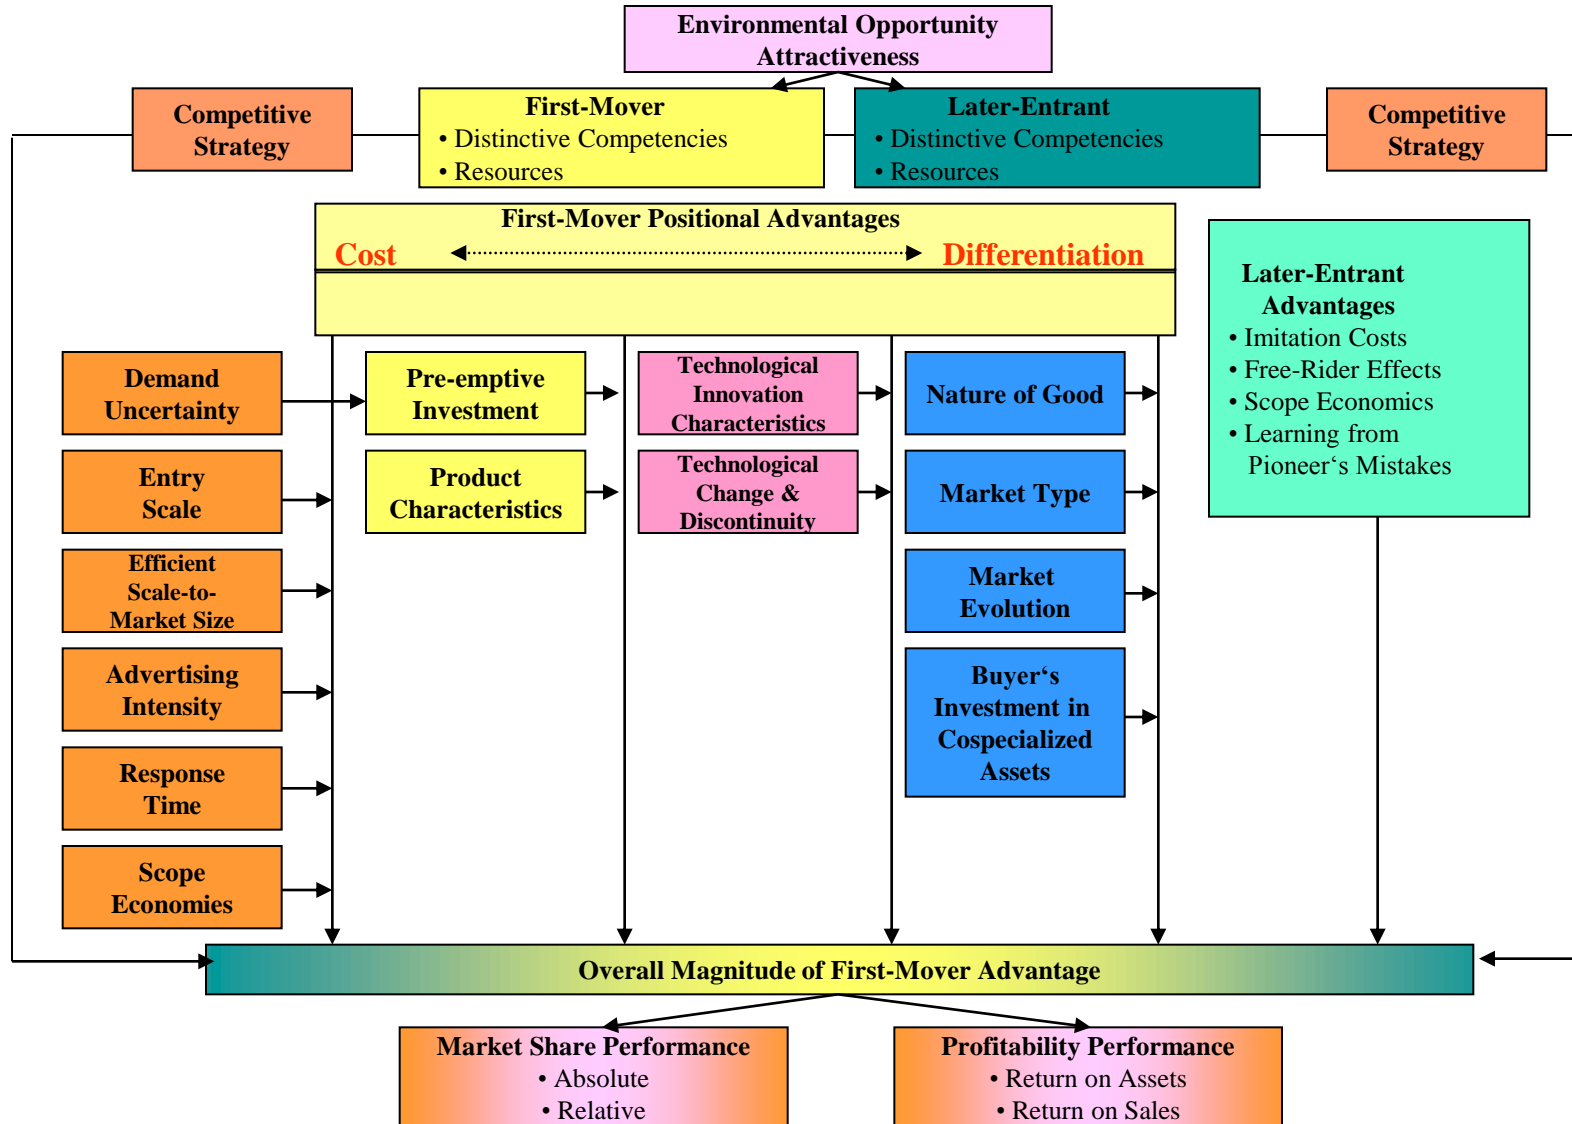 Environmental Opportunity
Attractiveness
Competitive
Strategy
First-Mover
• Distinctive Competencies
• Resources
Later-Entrant
• Distinctive Competencies
• Resources
Competitive
Strategy
First-Mover Positional Advantages
Cost
Differentiation
Later-Entrant
Advantages
• Imitation Costs
• Free-Rider Effects
• Scope Economics
• Learning from
Pioneer‘s Mistakes
Demand
Uncertainty
Pre-emptive
Investment
Technological
Innovation
Characteristics
Nature of Good
Entry
Scale
Product
Characteristics
Technological
Change &
Discontinuity
Market Type
Efficient
Scale-to-
Market Size
Market
Evolution
Advertising
Intensity
Buyer‘s
Investment in
Cospecialized
Assets
Response
Time
Scope
Economies
Overall Magnitude of First-Mover Advantage
Market Share Performance
• Absolute
• Relative
Profitability Performance
• Return on Assets
• Return on Sales